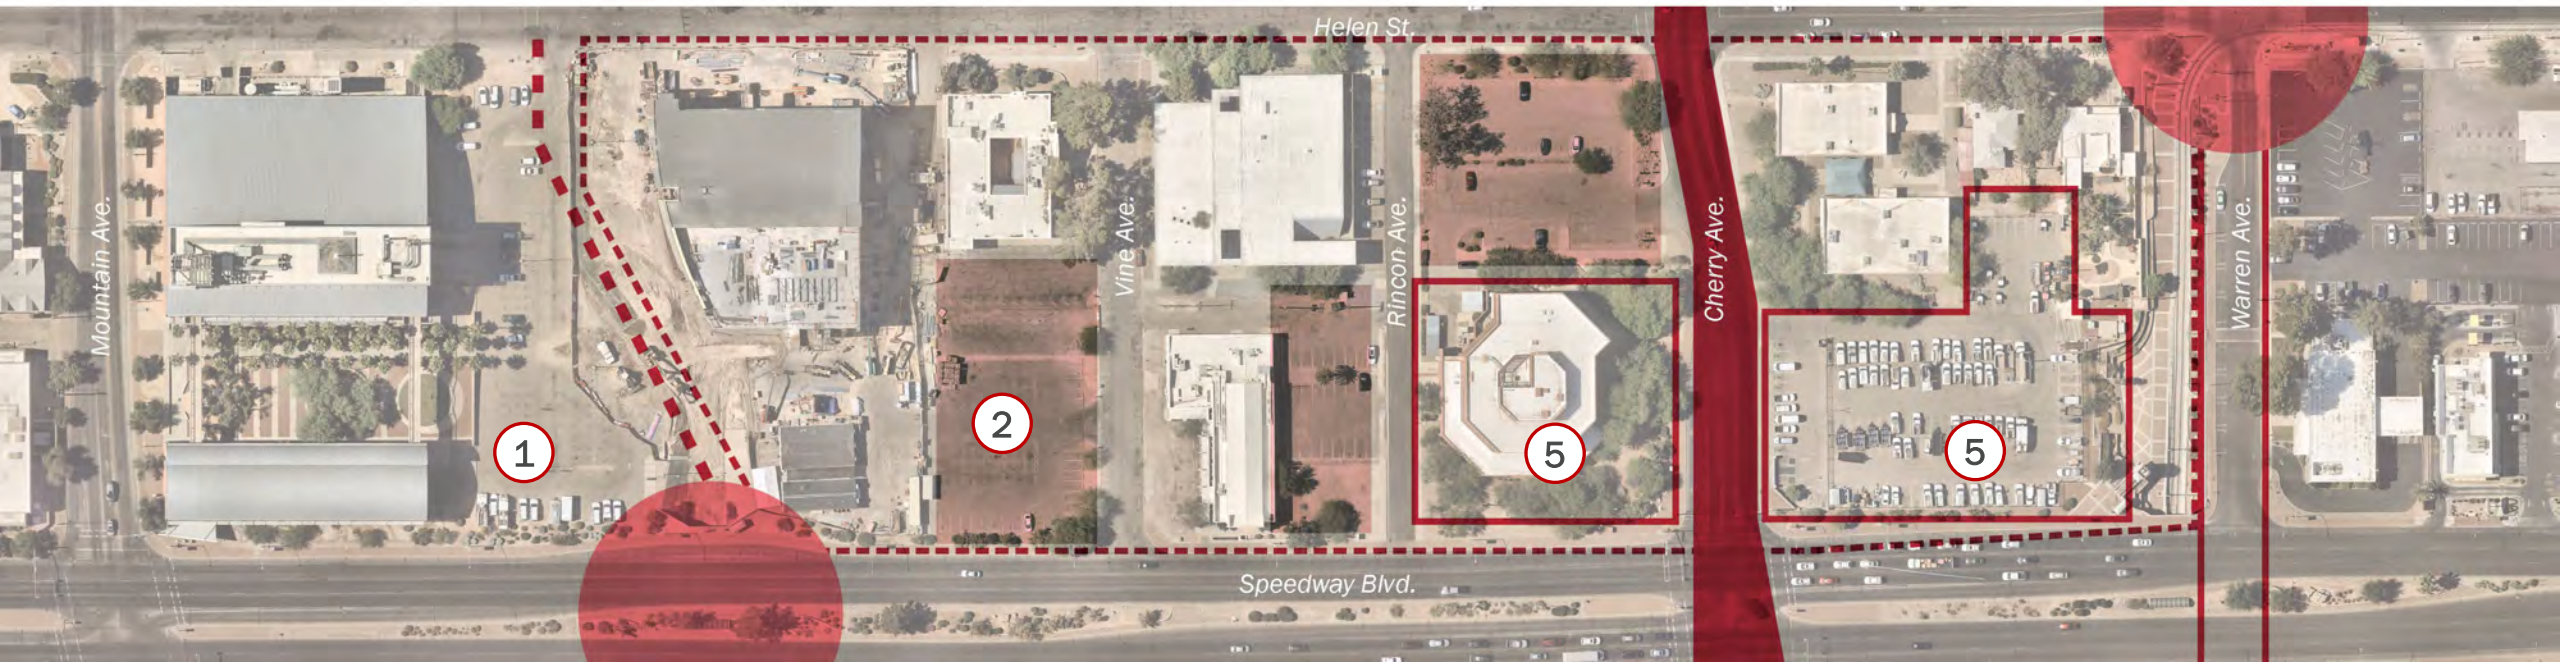 Helen St.
Mountain Ave.
Vine Ave.
Rincon Ave.
Cherry Ave.
Warren Ave.
1
2
5
5
Speedway Blvd.